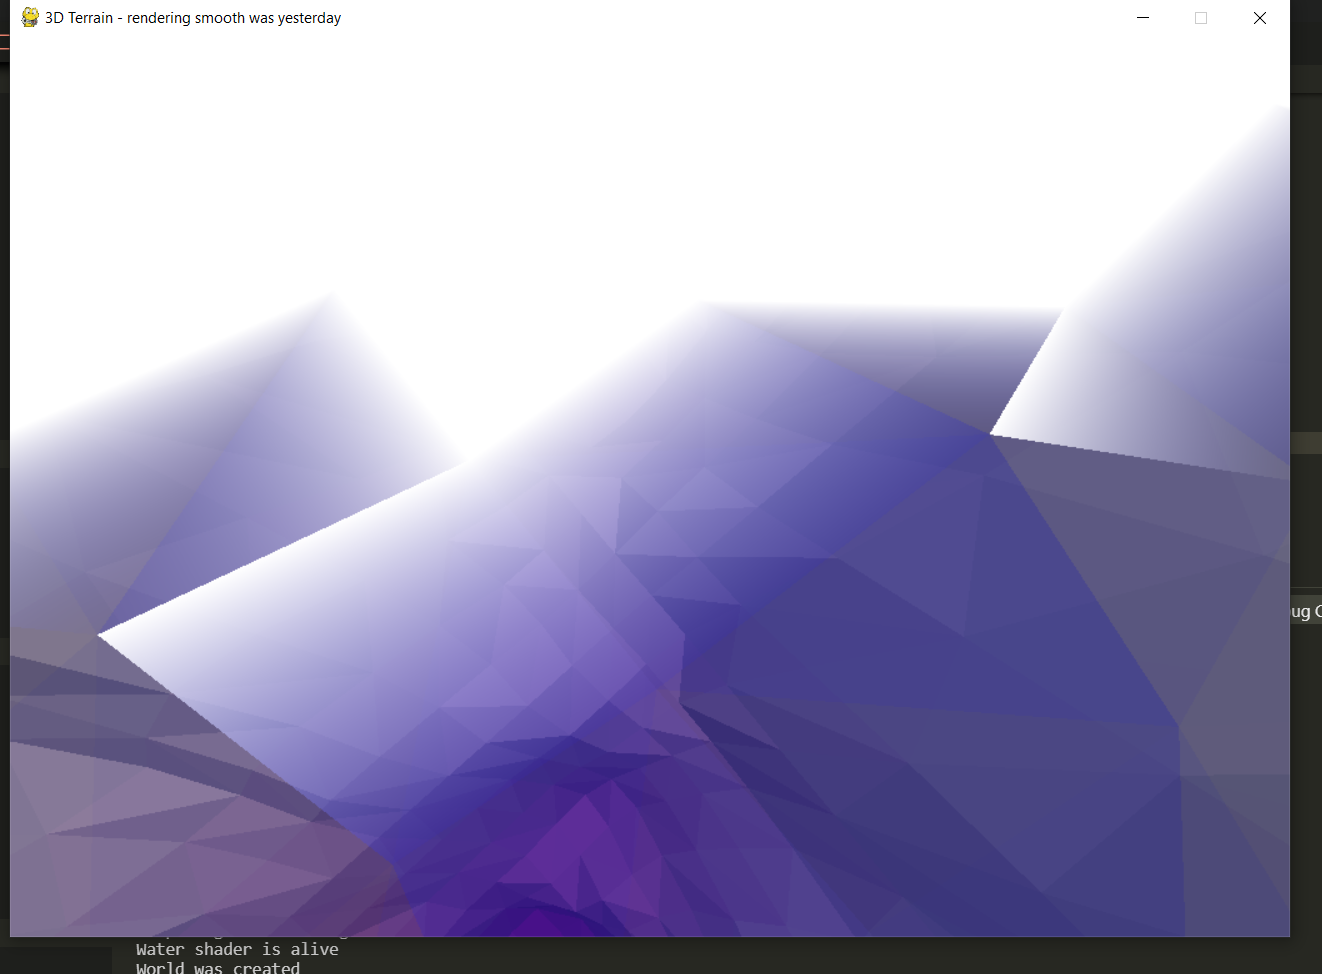 3D Terrain - rendering smooth was yesterday
ug C
Water shader is alive
World was created